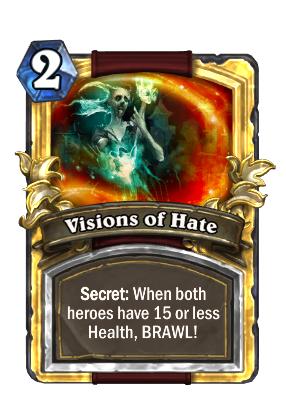 2
Visions of Hate
Secret: When both
heroes have 15 or less
Health, BRAWL!